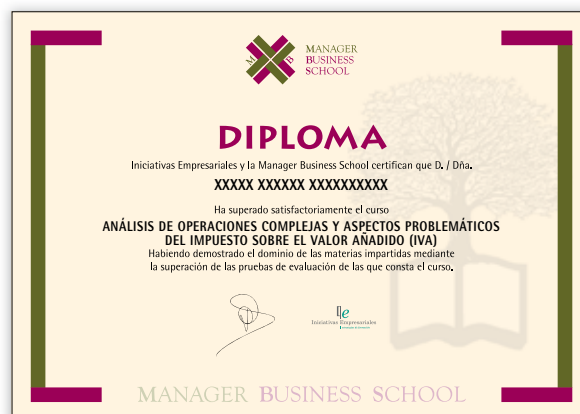 M B
MANAGER
BUSINESS
SCHOOL
DIPLOMA
Iniciativas Empresariales y la Manager Business School certifican que D. / Dña.
XXXXX XXXXXX XXXXXXXXXX
Ha superado satisfactoriamente el curso
ANÁLISIS DE OPERACIONES COMPLEJAS Y ASPECTOS PROBLEMÁTICOS
DEL IMPUESTO SOBRE EL VALOR AÑADIDO (IVA)
Habiendo demostrado el dominio de las materias impartidas mediante
la superación de las pruebas de evaluación de las que consta el curso.
Iniciativas Empresariales
MANAGER BUSINESS SCHOOL